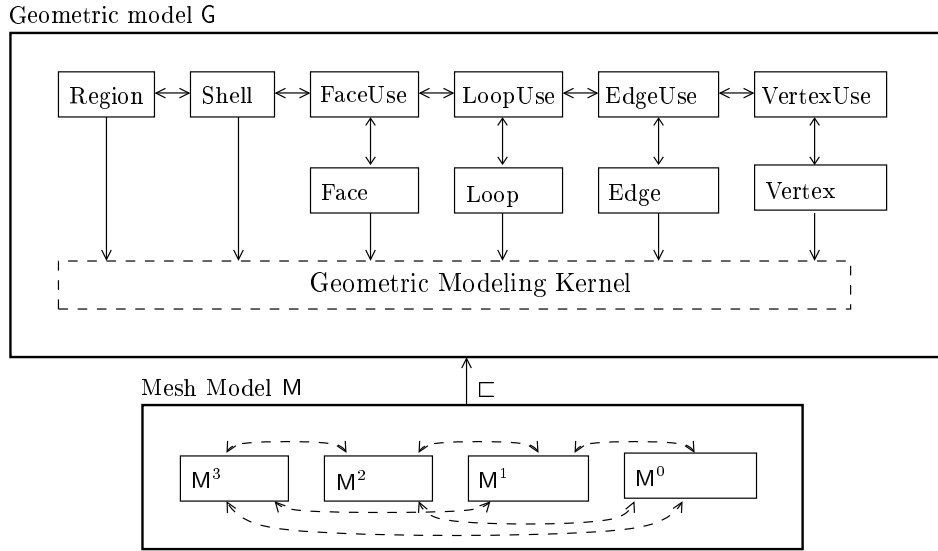 Geometric model G
Region Shell FaceUse LoopUse EdgeUse VertexUse
Face Loop Edge Vertex
Geometric Modeling Kernel
Mesh Model M ⊏
M³ M² M¹ M⁰